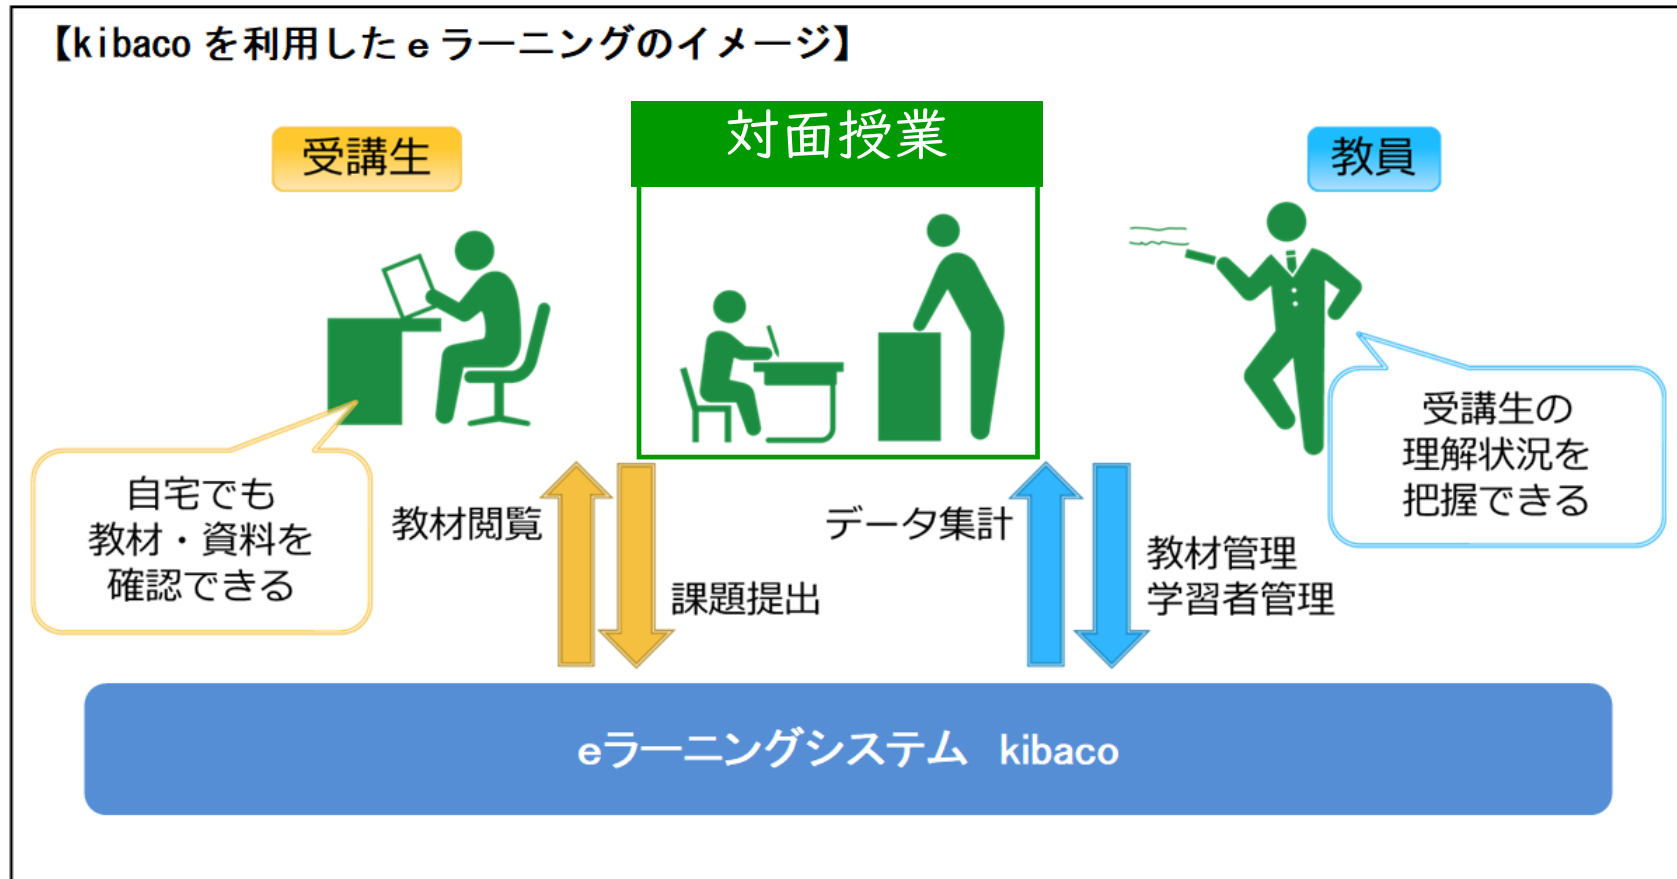 【kibaco を利用した e ラーニングのイメージ】
受講生
対面授業
教員
自宅でも
教材・資料を
確認できる
教材閲覧
課題提出
データ集計
教材管理
学習者管理
受講生の
理解状況を
把握できる
eラーニングシステム kibaco